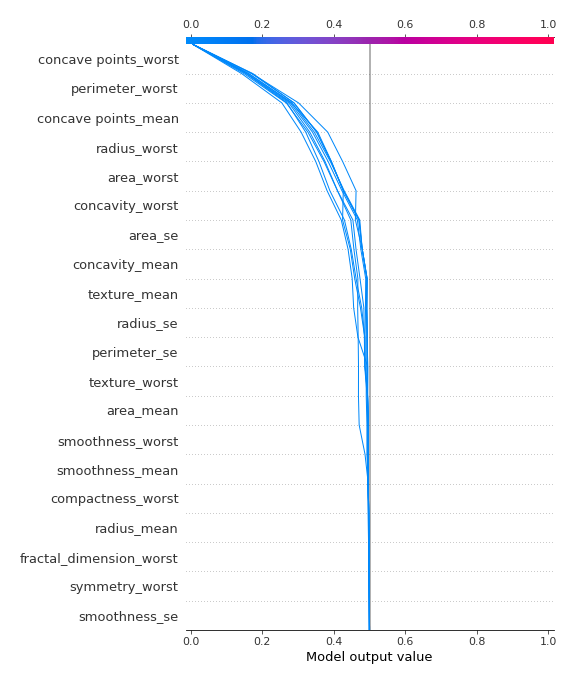 0.0 0.2 0.4 0.6 0.8 1.0
concave points_worst
perimeter_worst
concave points_mean
radius_worst
area_worst
concavity_worst
area_se
concavity_mean
texture_mean
radius_se
perimeter_se
texture_worst
area_mean
smoothness_worst
smoothness_mean
compactness_worst
radius_mean
fractal_dimension_worst
symmetry_worst
smoothness_se
0.0 0.2 0.4 0.6 0.8 1.0
Model output value